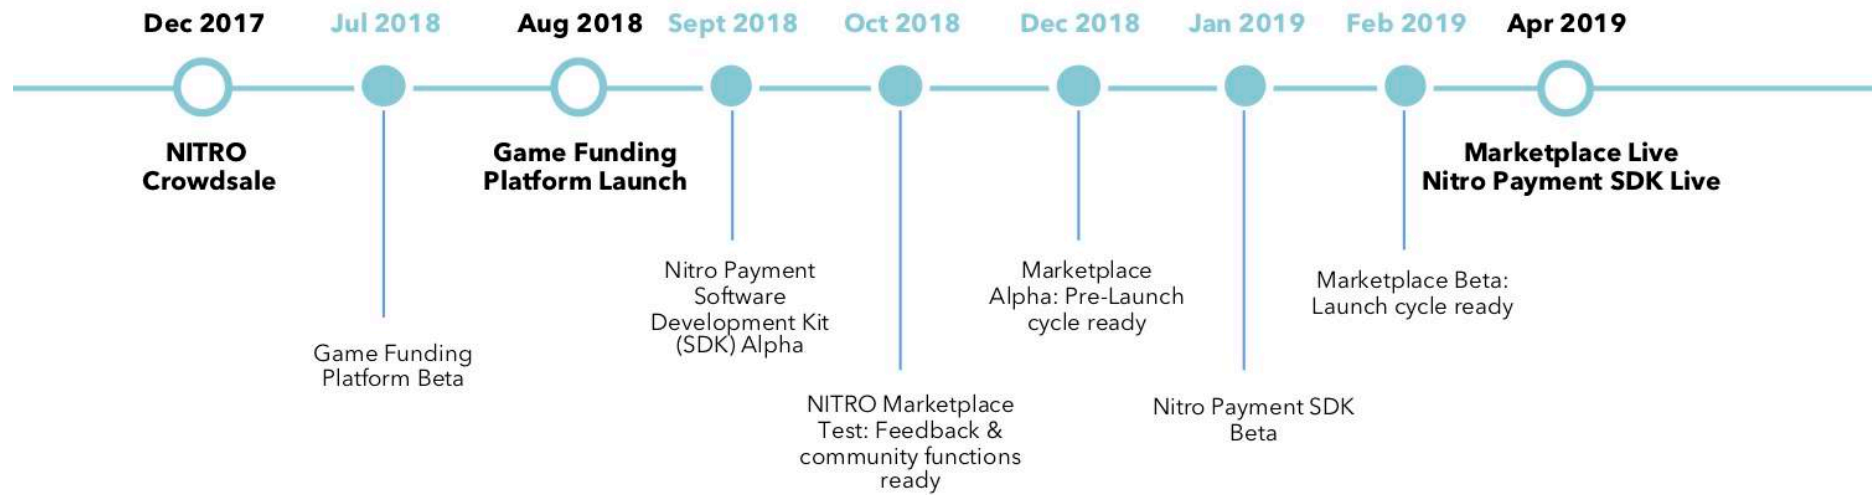 Dec 2017
Jul 2018
Aug 2018
Sept 2018
Oct 2018
Dec 2018
Jan 2019
Feb 2019
Apr 2019
NITRO
Crowdsale
Game Funding
Platform Launch
Marketplace Live
Nitro Payment SDK Live
Game Funding
Platform Beta
Nitro Payment
Software
Development Kit
(SDK) Alpha
NITRO Marketplace
Test: Feedback &
community functions
ready
Marketplace
Alpha: Pre-Launch
cycle ready
Nitro Payment SDK
Beta
Marketplace Beta:
Launch cycle ready